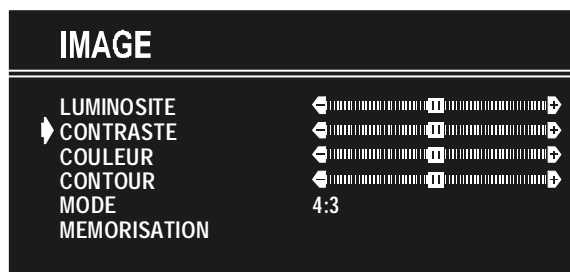 IMAGE
LUMINOSITE - +
CONTRASTE - +
COULEUR - +
CONTOUR - +
MODE 4:3
MEMORISATION